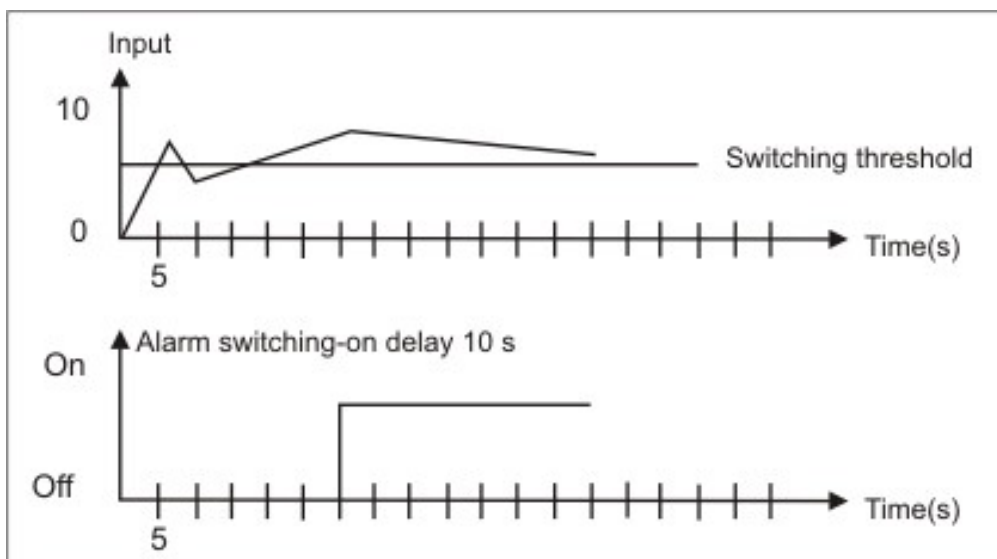 Input
10
Switching threshold
0
Time(s)
5
Alarm switching-on delay 10 s
On
Off
Time(s)
5